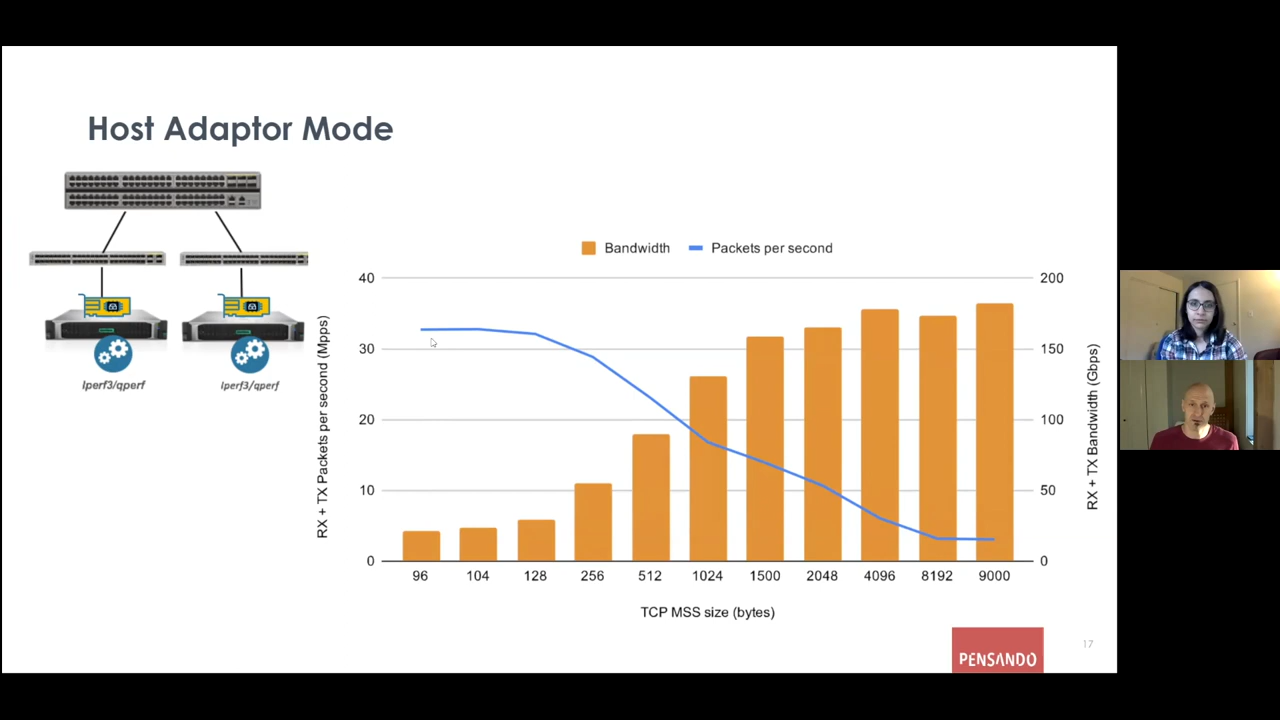 Host Adaptor Mode
Iperf3/qperf
Iperf3/qperf
Bandwidth
Packets per second
RX + TX Packets per second (Mpps)
40
30
20
10
0
200
150
100
50
0
RX + TX Bandwidth (Gbps)
96 104 128 256 512 1024 1500 2048 4096 8192 9000
TCP MSS size (bytes)
PENSANDO
17